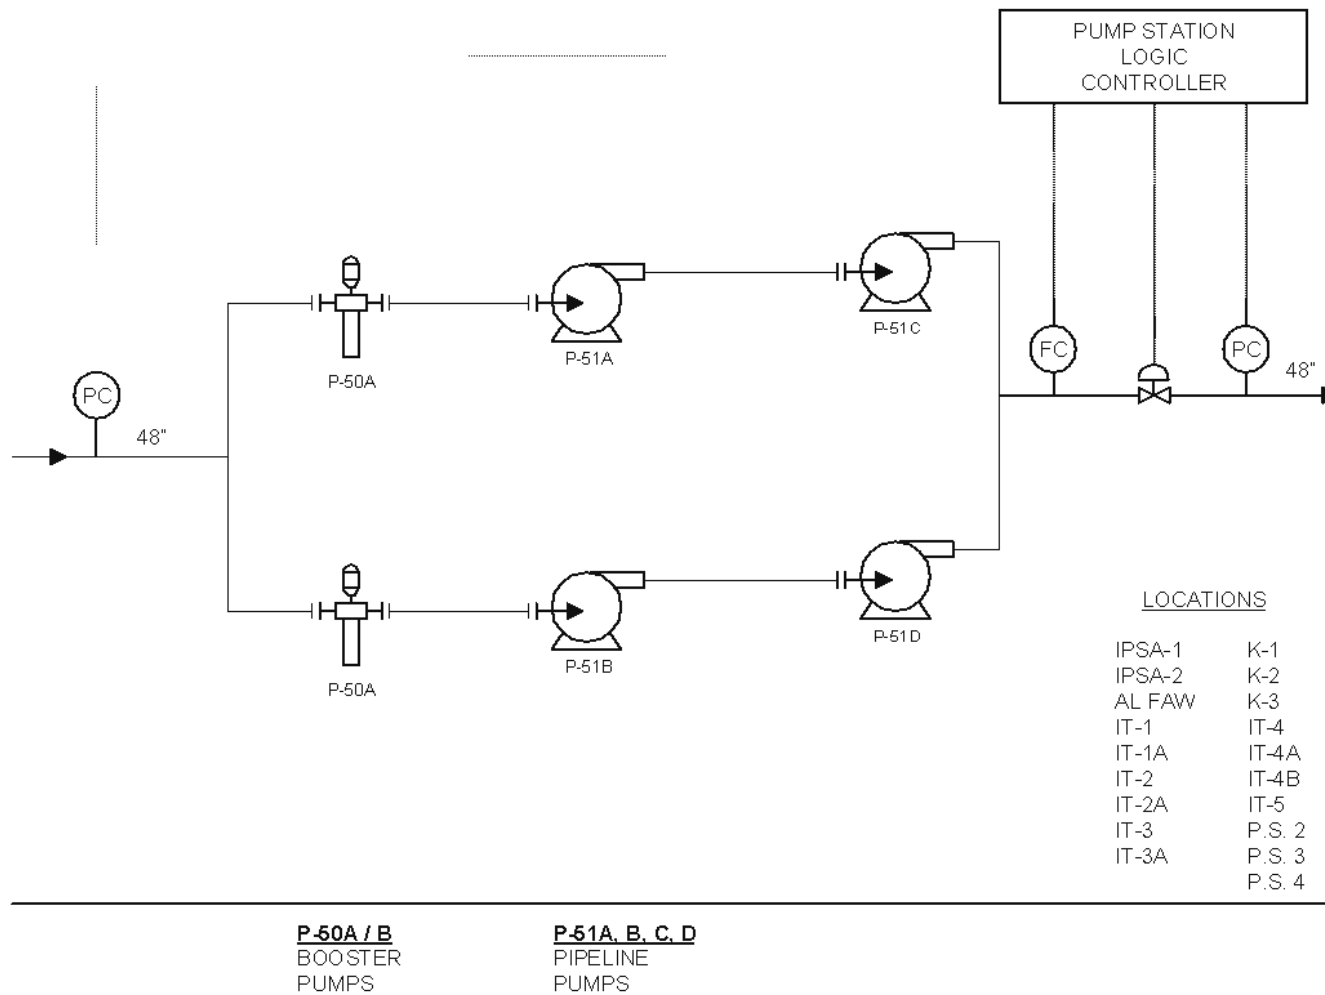 PUMP STATION
LOGIC
CONTROLLER
P-51C
P-51A
P-50A
FC
PC
48"
PC
48"
P-51D
P-51B
P-50A
LOCATIONS
IPSA-1 K-1
IPSA-2 K-2
AL FAW K-3
IT-1 IT-4
IT-1A IT-4A
IT-2 IT-4B
IT-2A IT-5
IT-3 P.S. 2
IT-3A P.S. 3
P.S. 4
P-50A / B
BOOSTER
PUMPS
P-51A, B, C, D
PIPELINE
PUMPS